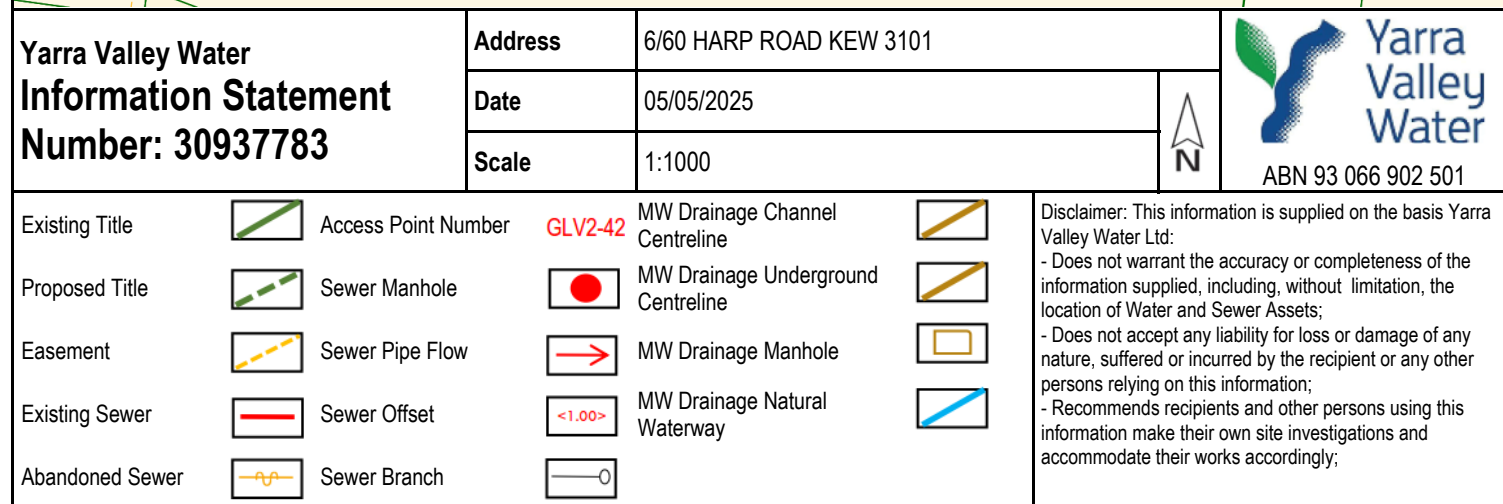 Yarra Valley Water
Information Statement
Number: 30937783
Address
6/60 HARP ROAD KEW 3101
Date
05/05/2025
Scale
1:1000
N
Yarra
Valley
Water
ABN 93 066 902 501
Existing Title
Proposed Title
Easement
Existing Sewer
Abandoned Sewer
Access Point Number
GLV2-42
Sewer Manhole
Sewer Pipe Flow
Sewer Offset
<1.00>
Sewer Branch
MW Drainage Channel
Centreline
MW Drainage Underground
Centreline
MW Drainage Manhole
MW Drainage Natural
Waterway
Disclaimer: This information is supplied on the basis Yarra
Valley Water Ltd:
- Does not warrant the accuracy or completeness of the
information supplied, including, without limitation, the
location of Water and Sewer Assets;
- Does not accept any liability for loss or damage of any
nature, suffered or incurred by the recipient or any other
persons relying on this information;
- Recommends recipients and other persons using this
information make their own site investigations and
accommodate their works accordingly;